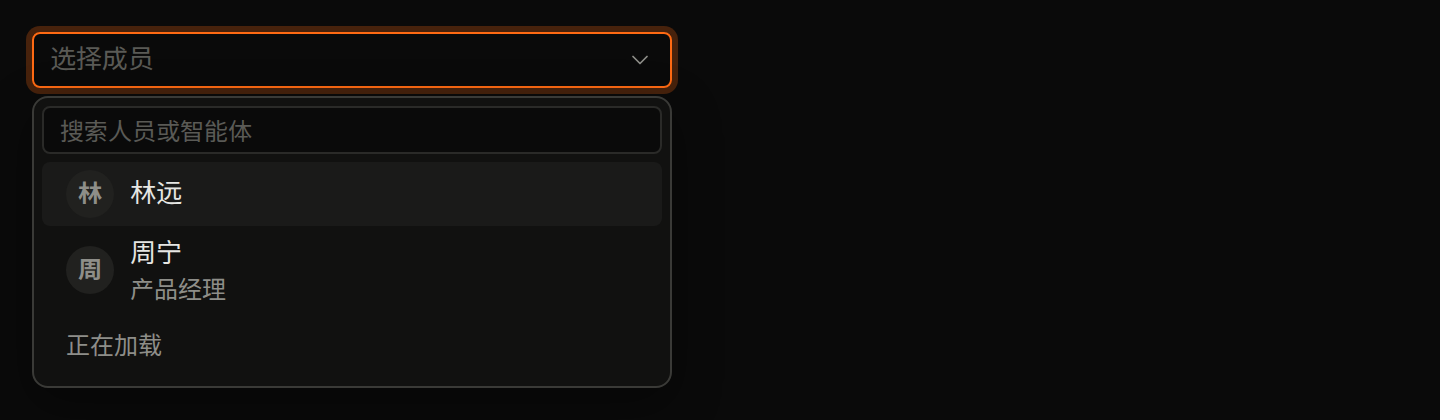 选择成员
搜索人员或智能体
林 林远
周 周宁
产品经理
正在加载